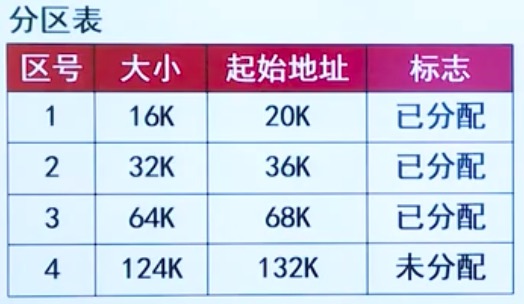 分区表
区号 大小 起始地址 标志
1 16K 20K 已分配
2 32K 36K 已分配
3 64K 68K 已分配
4 124K 132K 未分配